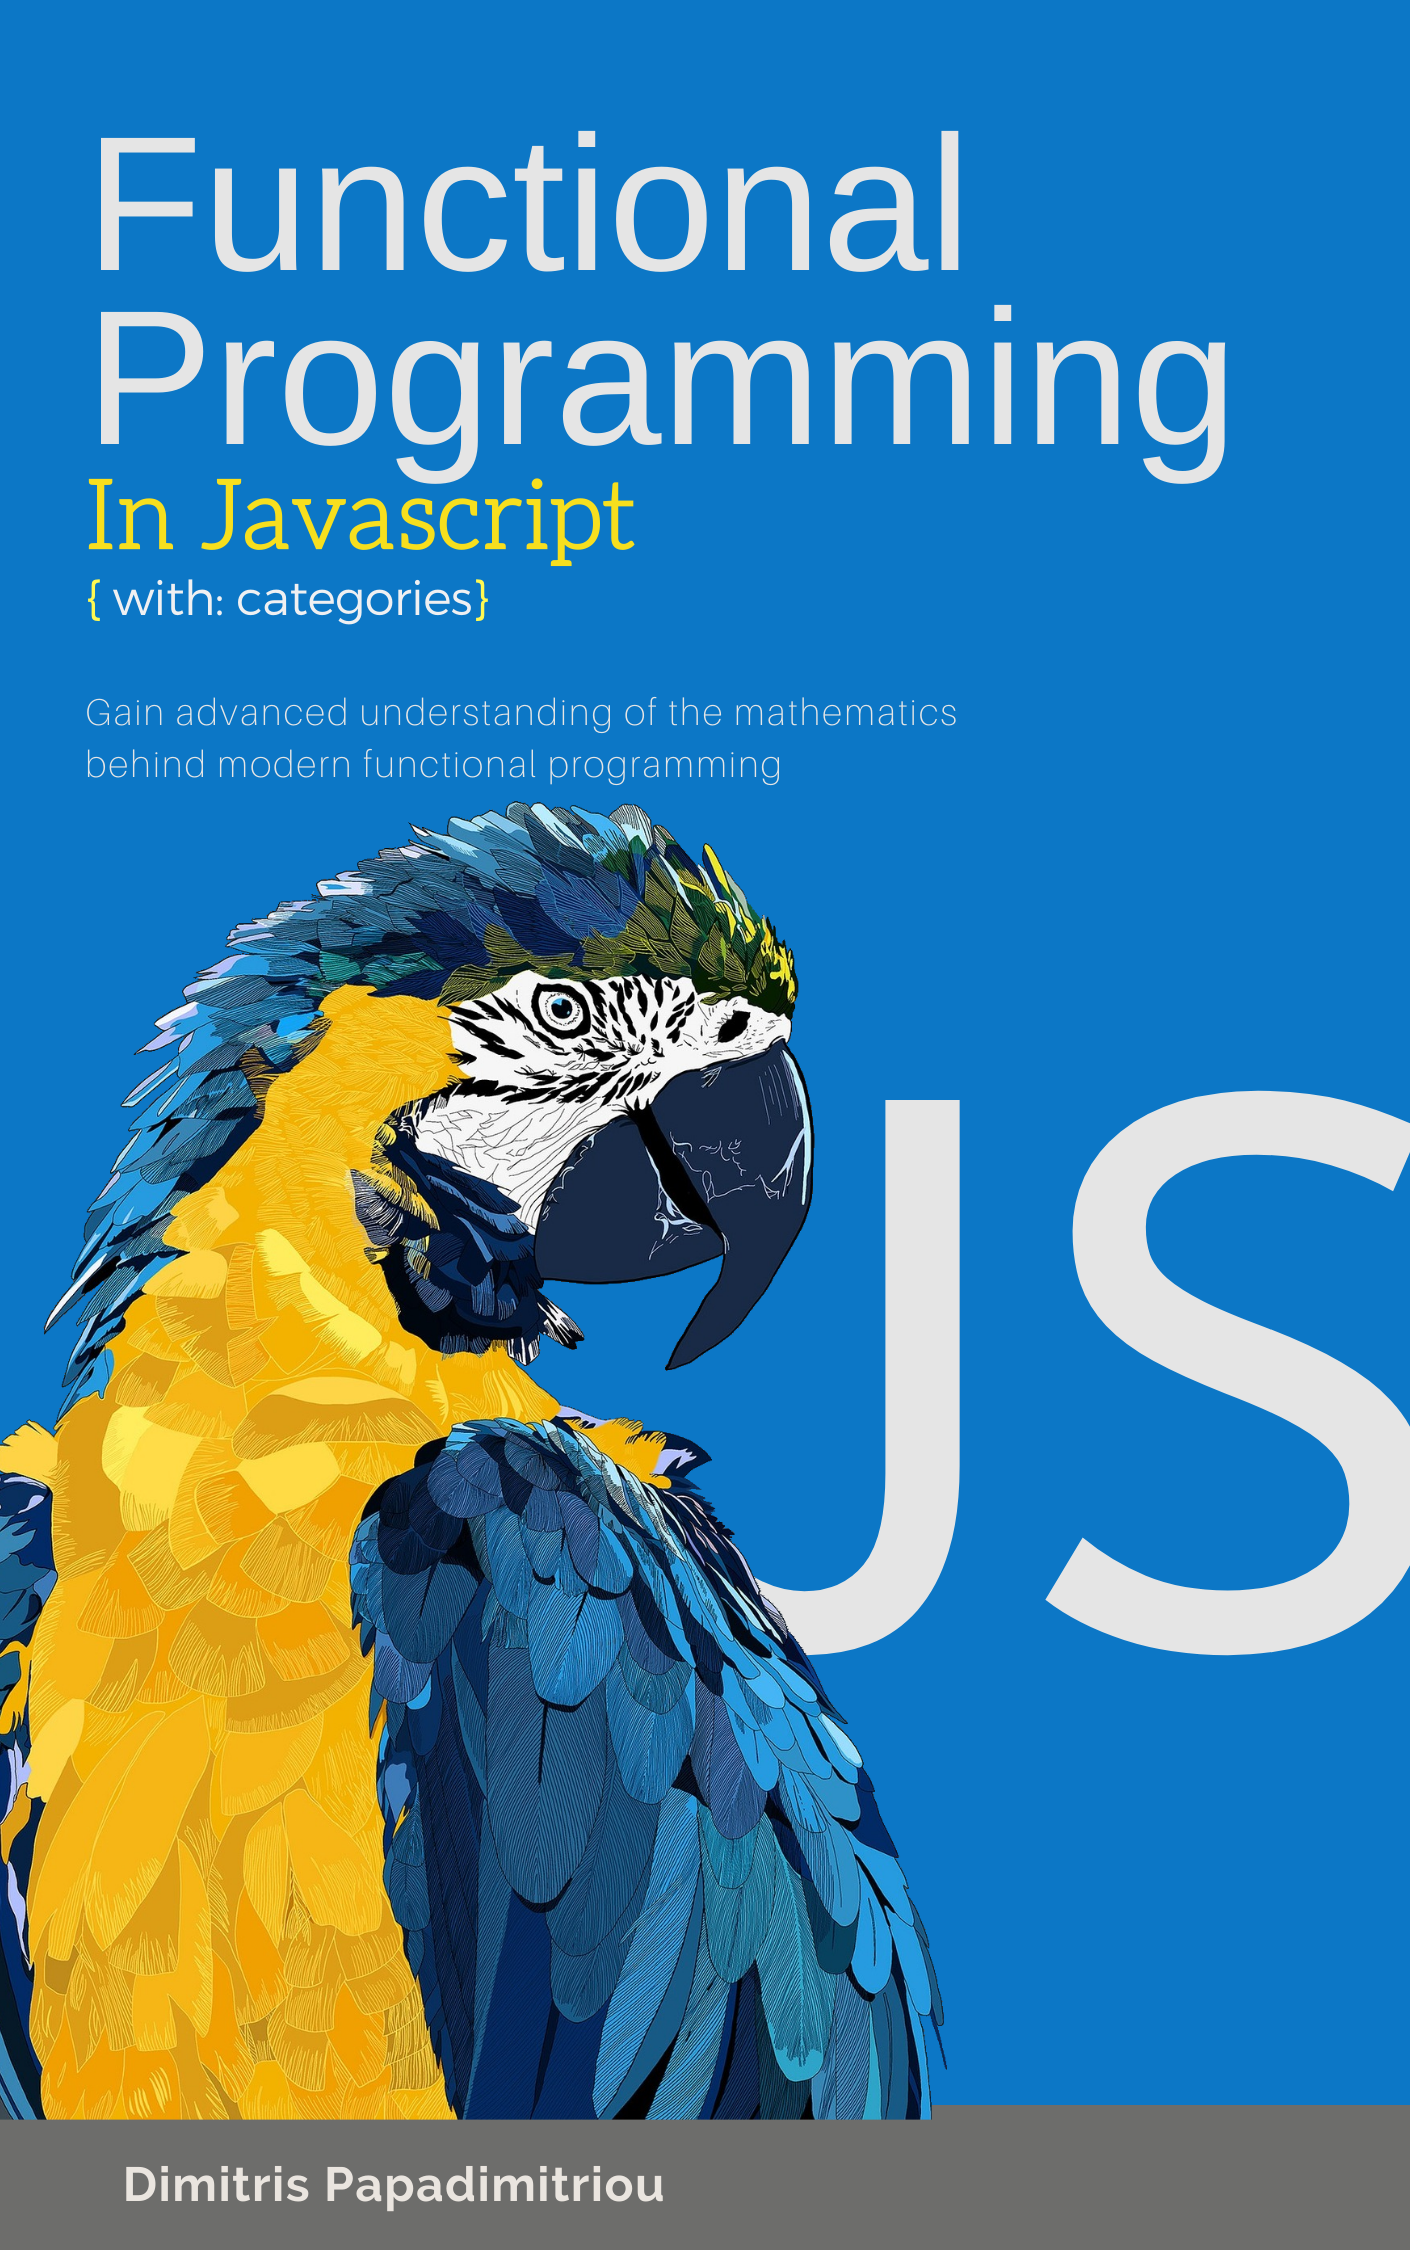 Functional
Programming
In Javascript
{ with: categories}
Gain advanced understanding of the mathematics
behind modern functional programming
JS
Dimitris Papadimitriou